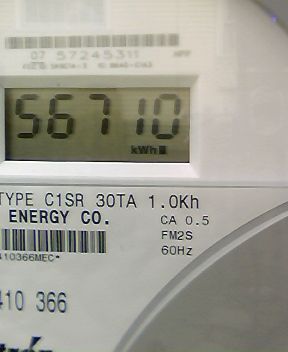 07 57245311
56710
kWh
TYPE C1SR 30TA 1.0Kh
ENERGY CO.
CA 0.5
FM2S
60Hz
410366MEC*
410 366